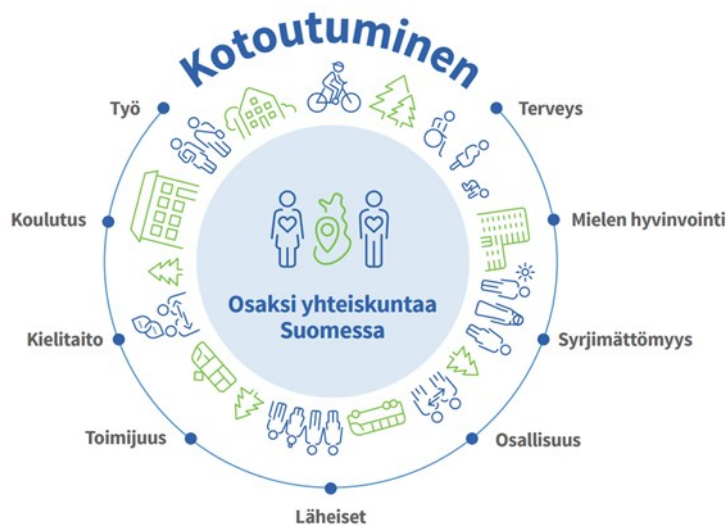 Kotoutuminen
Työ
Terveys
Koulutus
Mielen hyvinvointi
Osaksi yhteiskuntaa
Suomessa
Kielitaito
Syrjimättömyys
Toimijuus
Osallisuus
Läheiset